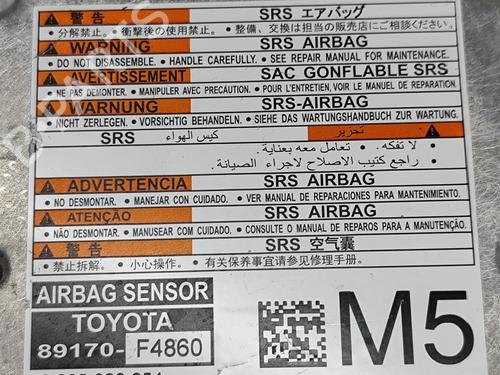 警告 SRS エアバッグ
• 分解禁止。 • 衝撃後の使用禁止。 • 整備、交換は担当の販売店にご相談ください。
WARNING SRS AIRBAG
• DO NOT DISASSEMBLE. • HANDLE CAREFULLY. • SEE REPAIR MANUAL FOR MAINTENANCE.
AVERTISSEMENT SAC GONFLABLE SRS
• NE PAS DEMONTER. • MANIPULER AVEC PRÉCAUTION. • POUR L'ENTRETIEN, VOIR LE MANUEL DE
WARNUNG SRS-AIRBAG
• NICHT ZERLEGEN. • VORSICHTIG BEHANDELN. • SIEHE DAS WARTUNGSHANDBUCH ZUR WARTUNG.
تحزير كيس الهواء SRS
• لا تفكه. • تعامل معه بعناية.
• راجع كتيب الاصلاح لاجراء الصيانة.
ADVERTENCIA SRS AIRBAG
• NO DESMONTAR. • MANEJAR CON CUIDADO. • VER MANUAL DE REPARACIONES PARA MANTENIMIENTO.
ATENÇÃO SRS AIRBAG
• NÃO DESMONTAR. • MANUSEAR COM CUIDADO. • CONSULTE O MANUAL DE REPAROS PARA A MANUTENÇÃO.
警告 SRS 空气囊
• 禁止拆解。 • 小心操作。 • 有关保养事宜请参见修理手册.
AIRBAG SENSOR
TOYOTA
89170-F4860
M5